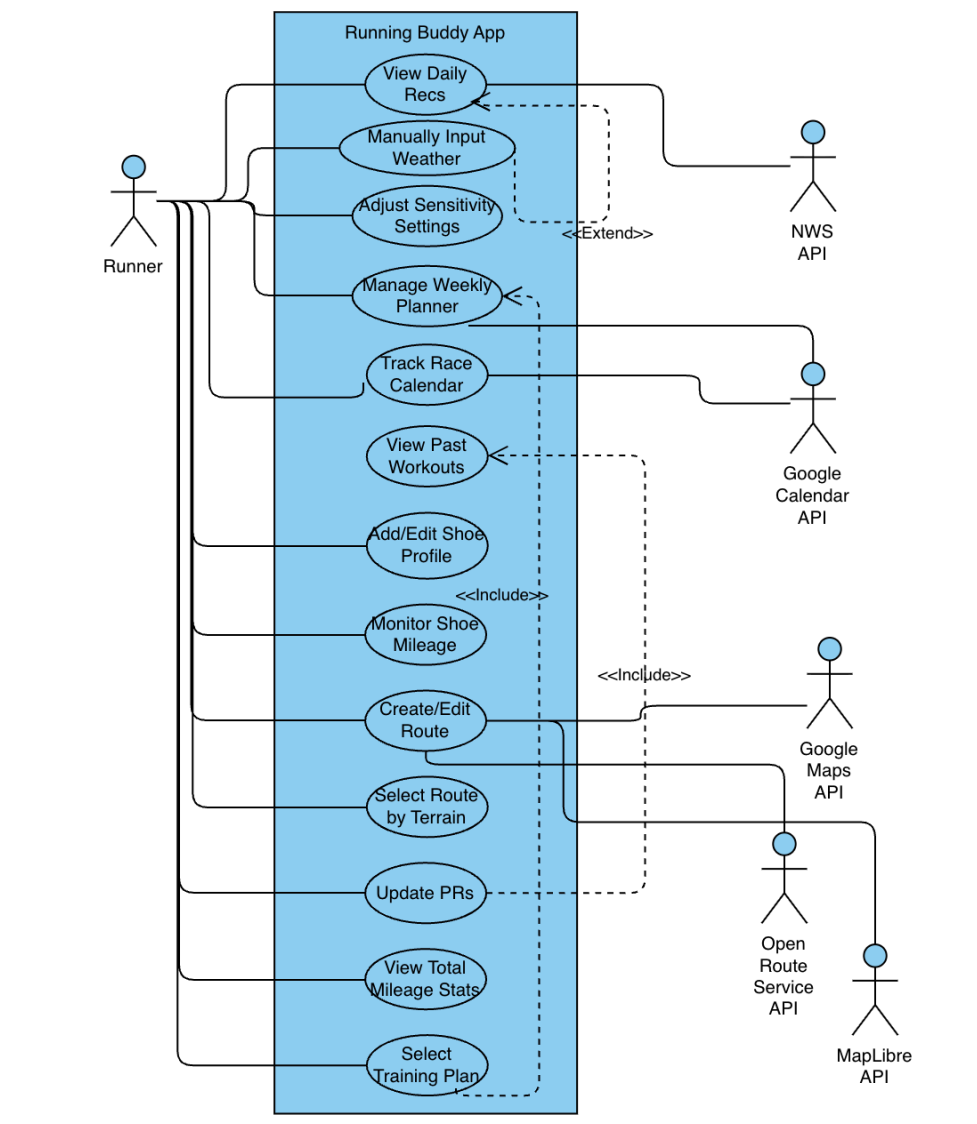 Running Buddy App
View Daily
Recs
Manually Input
Weather
Adjust Sensitivity
Settings
<<Extend>>
NWS
API
Runner
Manage Weekly
Planner
Track Race
Calendar
Google
Calendar
API
View Past
Workouts
Add/Edit Shoe
Profile
<<Include>>
Monitor Shoe
Mileage
<<Include>>
Create/Edit
Route
Google
Maps
API
Select Route
by Terrain
Update PRs
Open
Route
Service
API
View Total
Mileage Stats
MapLibre
API
Select
Training Plan